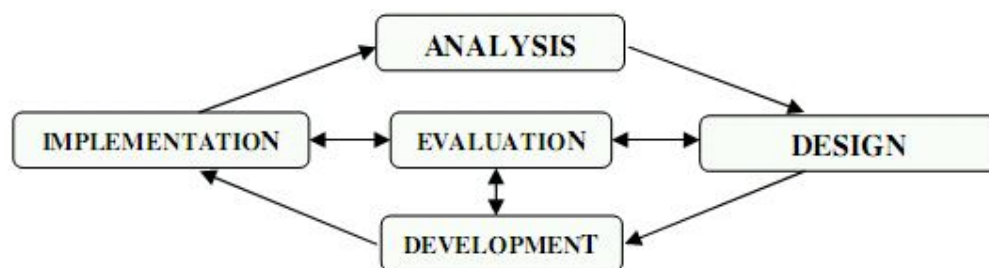 ANALYSIS
IMPLEMENTATION
EVALUATION
DESIGN
DEVELOPMENT